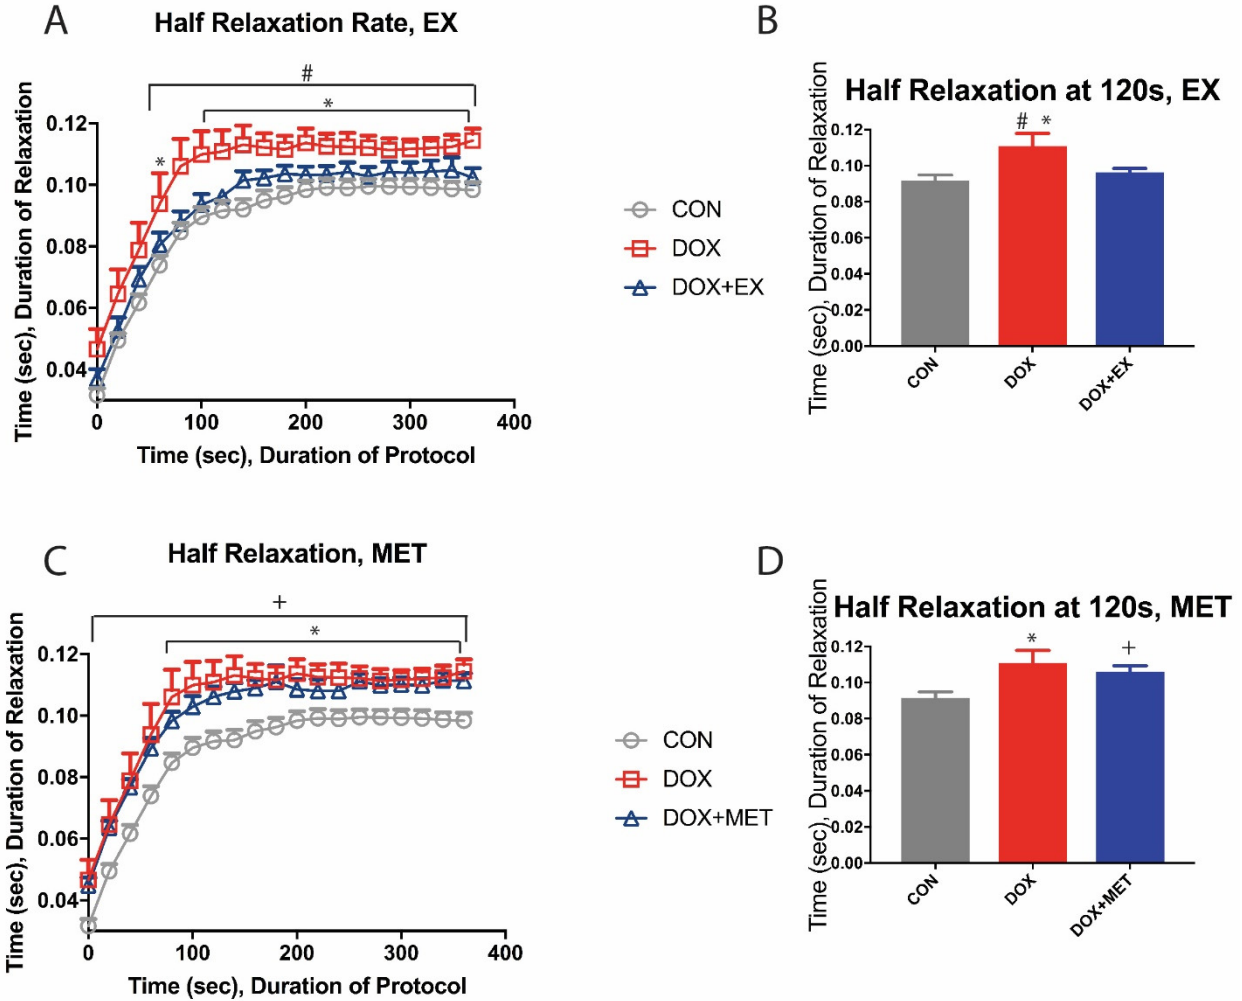 A
Half Relaxation Rate, EX
#
*
*
Time (sec), Duration of Relaxation
0.12
0.10
0.08
0.06
0.04
0 100 200 300 400
Time (sec), Duration of Protocol
CON
DOX
DOX+EX
B
Half Relaxation at 120s, EX
# *
Time (sec), Duration of Relaxation
0.12
0.10
0.08
0.06
0.04
0.02
0.00
CON
DOX
DOX+EX
C
Half Relaxation, MET
+
*
Time (sec), Duration of Relaxation
0.12
0.10
0.08
0.06
0.04
0 100 200 300 400
Time (sec), Duration of Protocol
CON
DOX
DOX+MET
D
Half Relaxation at 120s, MET
*
+
Time (sec), Duration of Relaxation
0.12
0.10
0.08
0.06
0.04
0.02
0.00
CON
DOX
DOX+MET